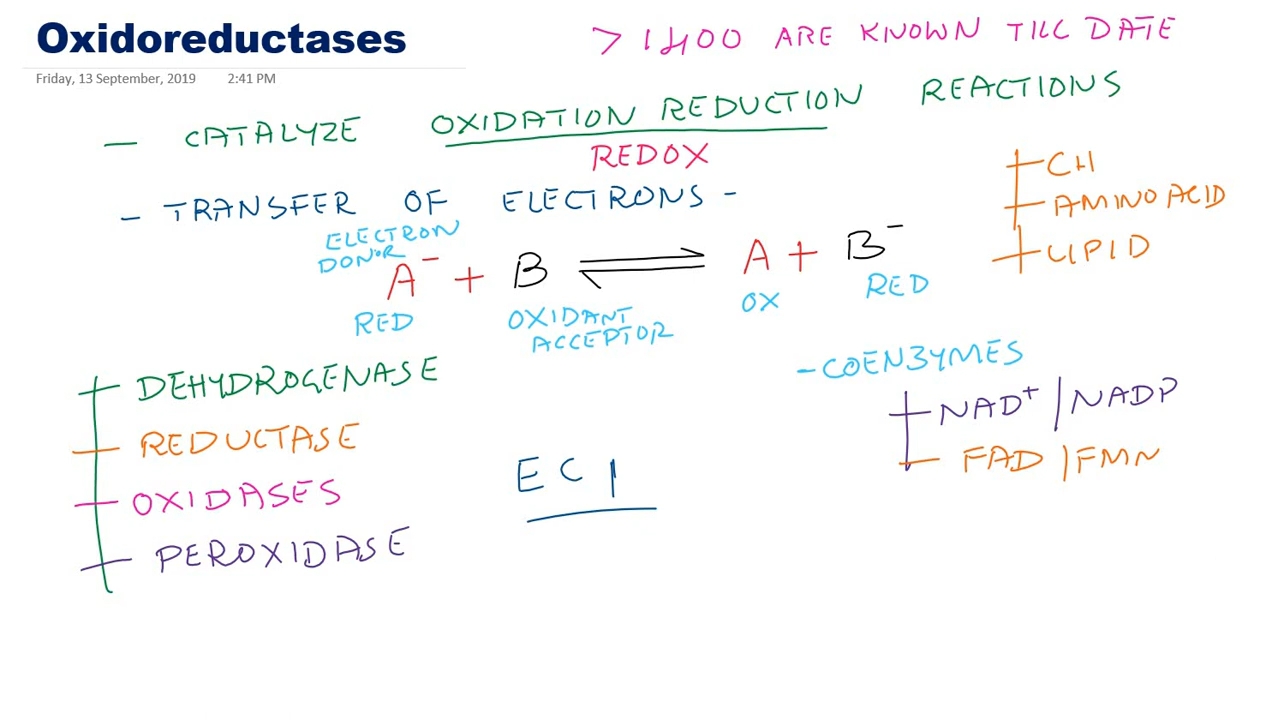 Oxidoreductases
Friday, 13 September, 2019 2:41 PM
> 1400 ARE KNOWN TILL DATE
- CATALYZE OXIDATION REDUCTION REACTIONS
REDOX
- TRANSFER OF ELECTRONS -
CH
AMINO ACID
LIPID
ELECTRON
DONOR
A⁻ + B ⇌ A + B⁻
RED
OXIDANT
ACCEPTOR
OX
RED
DEHYDROGENASE
REDUCTASE
OXIDASES
PEROXIDASE
EC 1
- COENZYMES
NAD⁺ / NADP
FAD / FMN